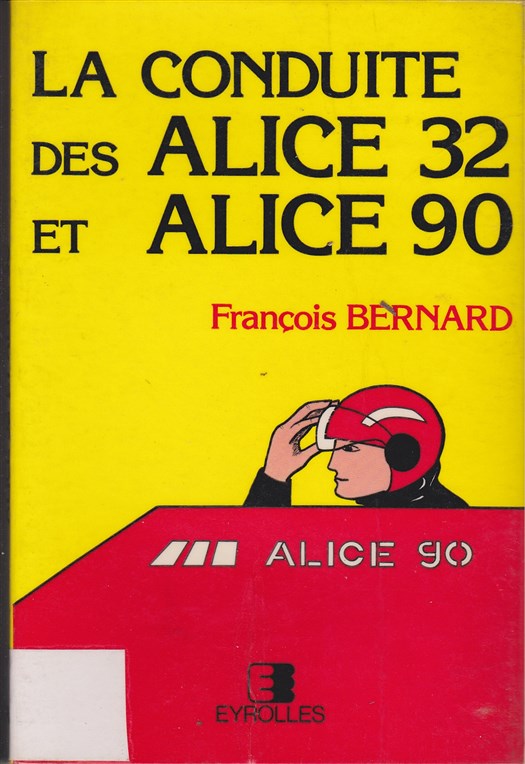 LA CONDUITE
DES ALICE 32
ET ALICE 90
François BERNARD
ALICE 90
EYROLLES